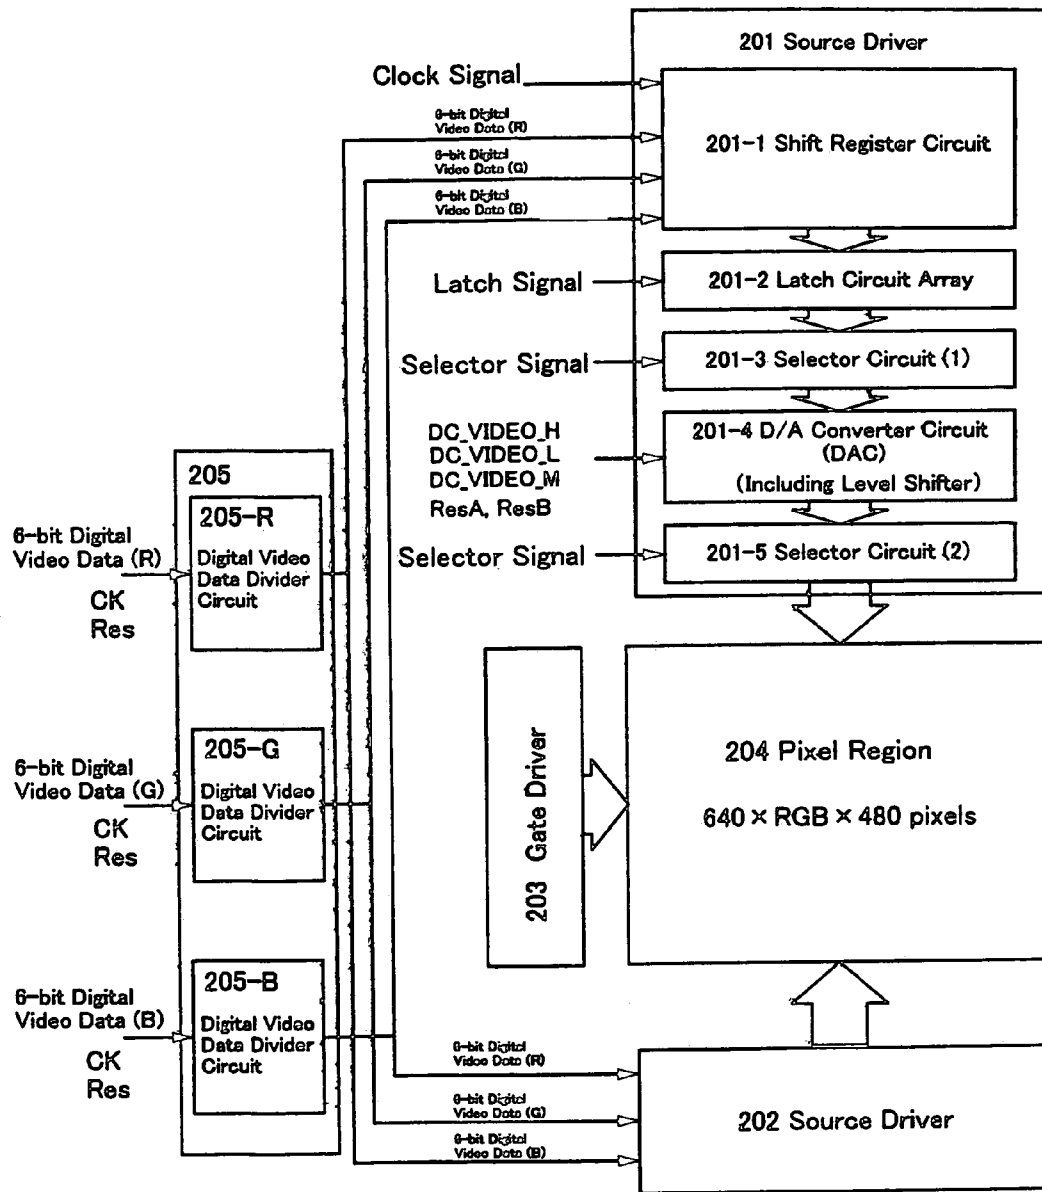 201 Source Driver
Clock Signal
6-bit Digital
Video Data (R)
6-bit Digital
Video Data (G)
6-bit Digital
Video Data (B)
201-1 Shift Register Circuit
Latch Signal
201-2 Latch Circuit Array
Selector Signal
201-3 Selector Circuit (1)
DC_VIDEO_H
DC_VIDEO_L
DC_VIDEO_M
ResA, ResB
201-4 D/A Converter Circuit
(DAC)
(Including Level Shifter)
Selector Signal
201-5 Selector Circuit (2)
205
205-R
Digital Video
Data Divider
Circuit
6-bit Digital
Video Data (R)
CK
Res
205-G
Digital Video
Data Divider
Circuit
6-bit Digital
Video Data (G)
CK
Res
205-B
Digital Video
Data Divider
Circuit
6-bit Digital
Video Data (B)
CK
Res
203 Gate Driver
204 Pixel Region
640 × RGB × 480 pixels
6-bit Digital
Video Data (R)
6-bit Digital
Video Data (G)
6-bit Digital
Video Data (B)
202 Source Driver